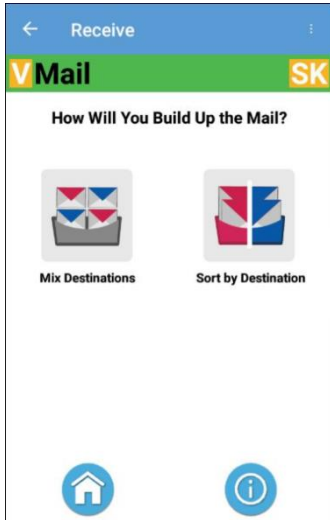 Receive
V Mail SK
How Will You Build Up the Mail?
Mix Destinations Sort by Destination